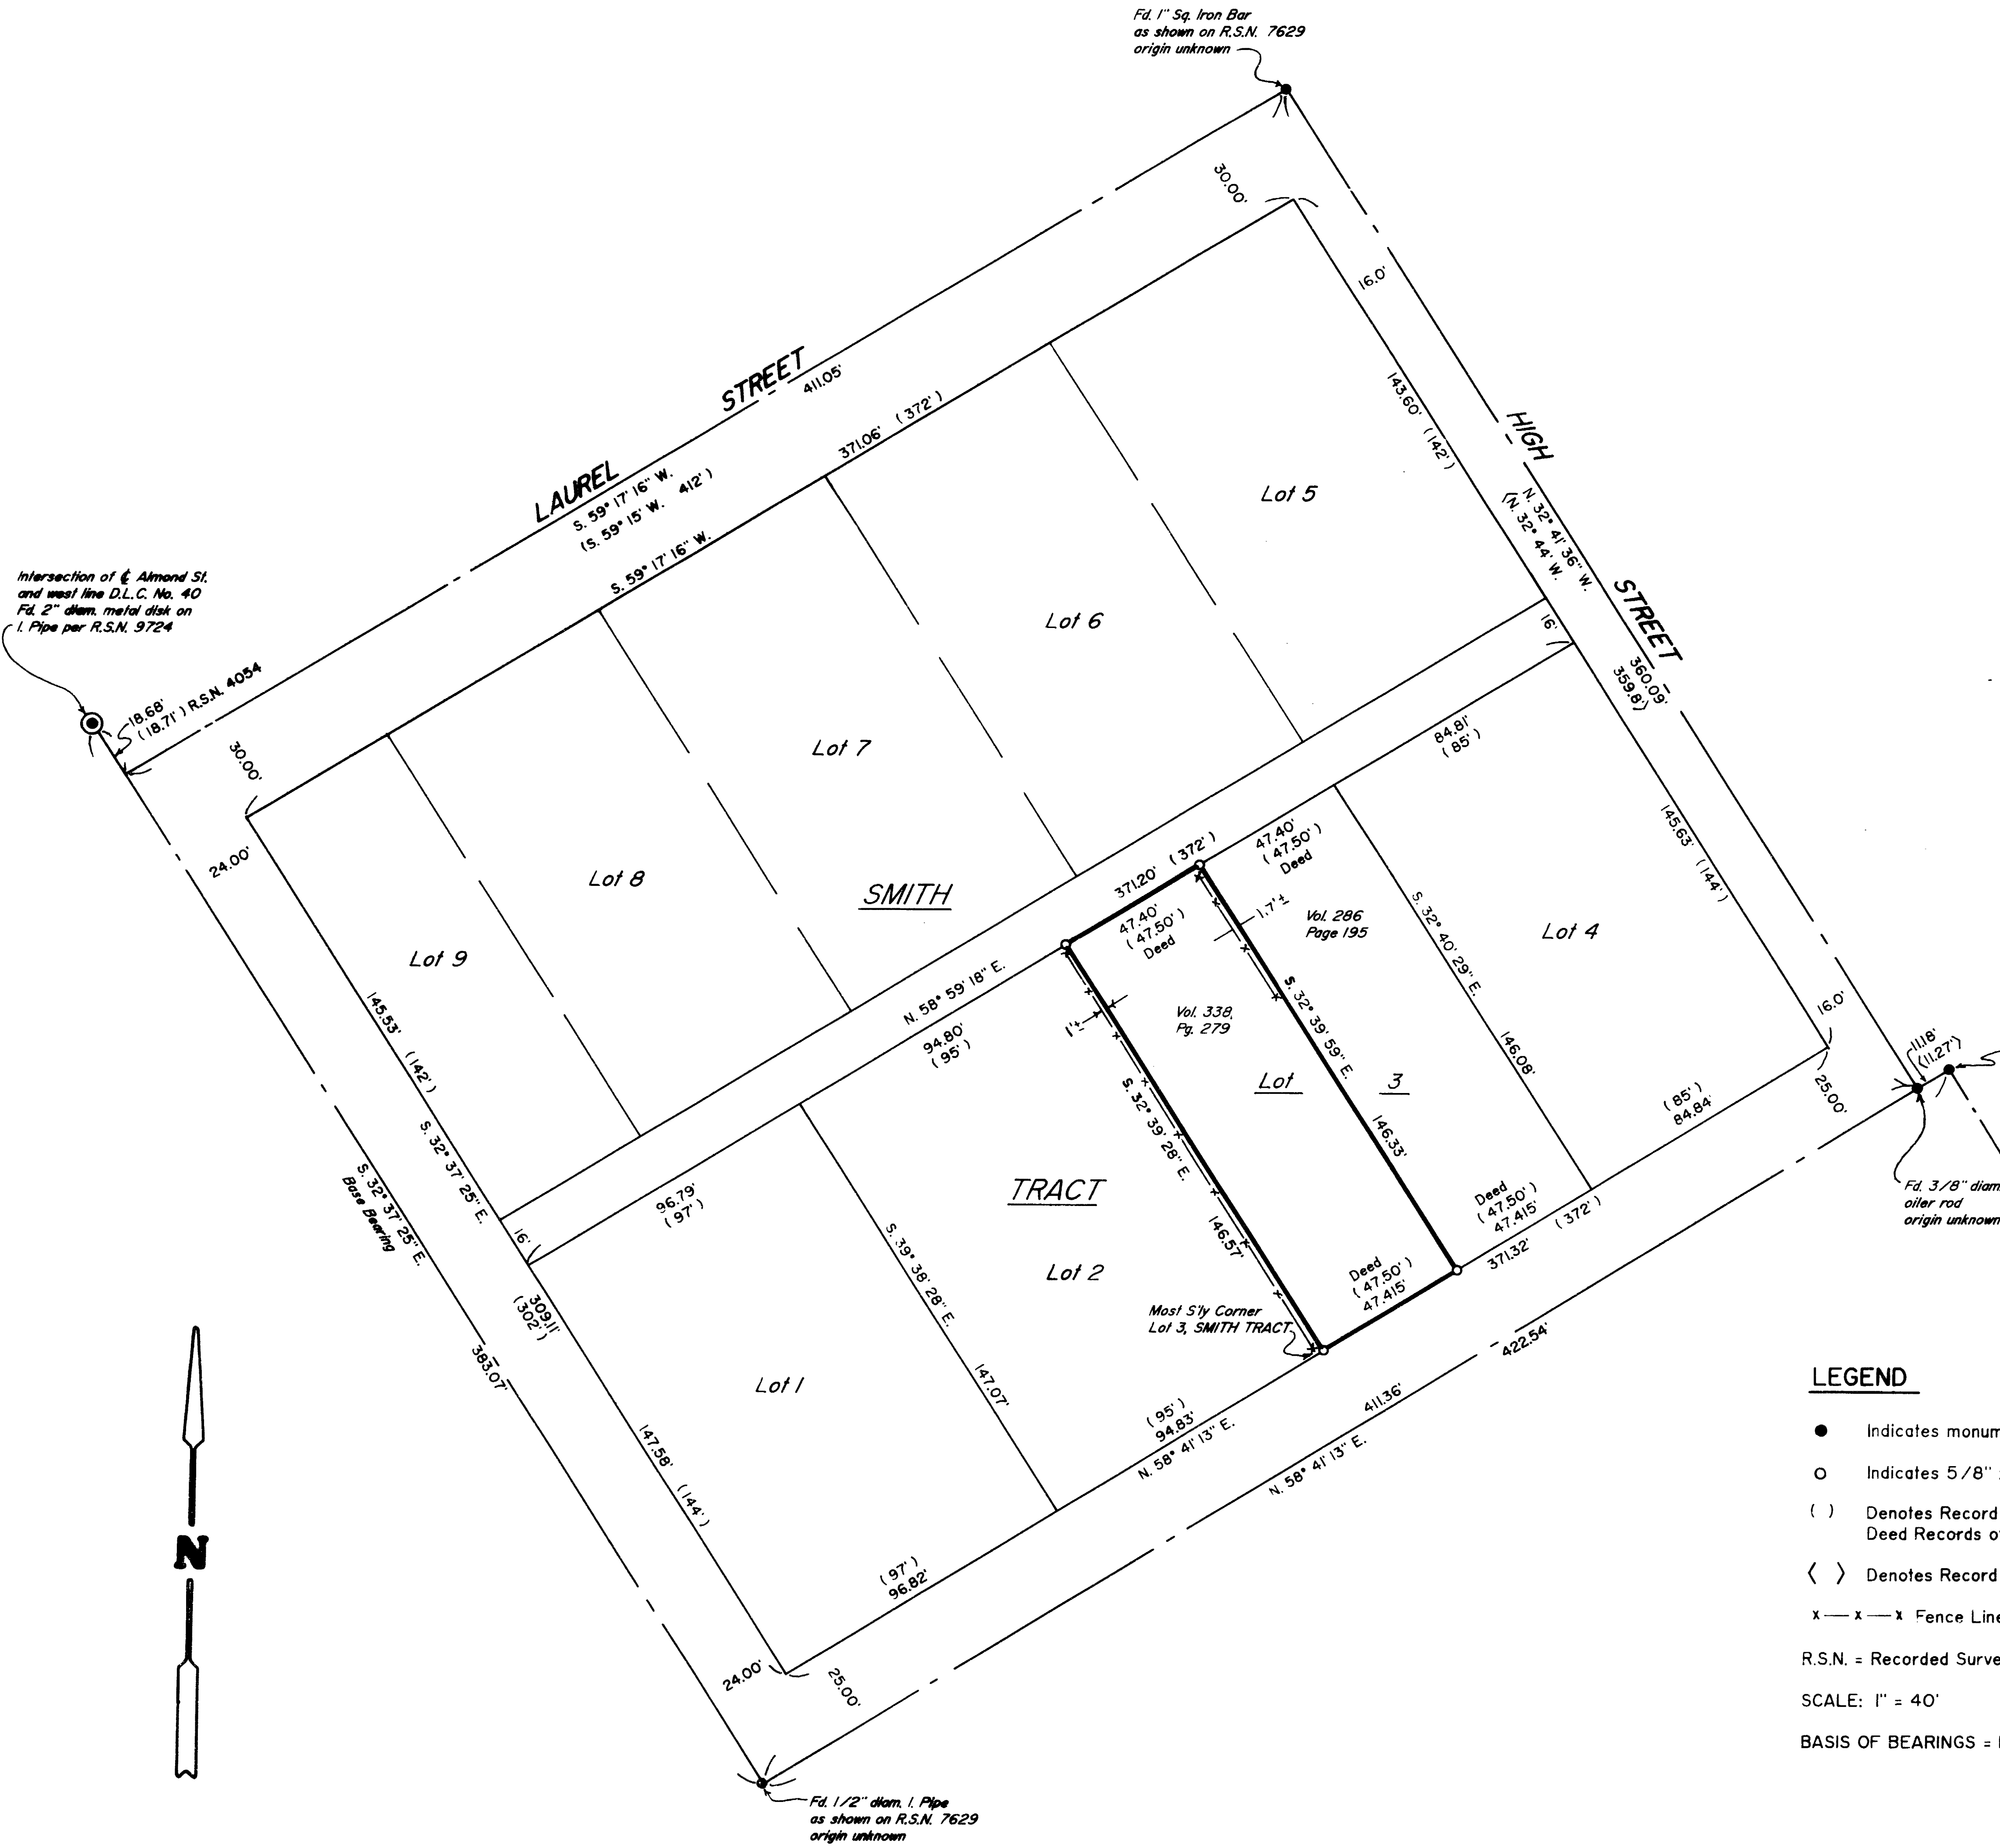 Fd. 1" Sq. Iron Bar
as shown on R.S.N. 7629
origin unknown
30.00'
16.0'
LAUREL STREET
411.05'
S. 59° 17' 16" W.
(S. 59° 15' W. 412')
371.06' (372')
S. 59° 17' 16" W.
143.60' (142')
HIGH STREET
N. 32° 41' 36" W.
〈N. 32° 44' W.
360.09'
359.8'〉
Intersection of ℄ Almond St.
and west line D.L.C. No. 40
Fd. 2" diam. metal disk on
I. Pipe per R.S.N. 9724
18.68'
(18.71') R.S.N. 4054
30.00'
24.00'
Lot 5
Lot 6
Lot 7
Lot 8
Lot 9
SMITH
16'
84.81'
(85')
145.63' (144')
371.20' (372')
47.40'
(47.50')
Deed
47.40'
(47.50')
Deed
1.7'±
Vol. 286
Page 195
S. 32° 40' 29" E.
146.08'
Lot 4
N. 58° 59' 18" E.
94.80'
(95')
1'±
Vol. 338,
Pg. 279
S. 32° 39' 59" E.
146.33'
Lot 3
S. 32° 39' 28" E.
146.57'
16.0'
11.18'
〈11.27'〉
25.00'
(85')
84.84'
Fd. 3/8" diam.
oiler rod
origin unknown
145.53' (142')
S. 32° 37' 25" E.
S. 32° 37' 25" E.
Base Bearing
16'
309.11'
(302')
383.07'
96.79'
(97')
TRACT
S. 39° 38' 28" E.
147.07'
Lot 2
Lot 1
Most S'ly Corner
Lot 3, SMITH TRACT
Deed
(47.50')
47.415'
Deed
(47.50')
47.415'
371.32' (372')
422.54'
411.36'
N. 58° 41' 13" E.
(95')
94.83'
N. 58° 41' 13" E.
147.58' (144')
(97')
96.82'
24.00'
25.00'
Fd. 1/2" diam. I. Pipe
as shown on R.S.N. 7629
origin unknown
N
LEGEND
Indicates monum
Indicates 5/8"
( ) Denotes Record
Deed Records o
〈 〉 Denotes Record
x — x — x Fence Line
R.S.N. = Recorded Surve
SCALE: 1" = 40'
BASIS OF BEARINGS =